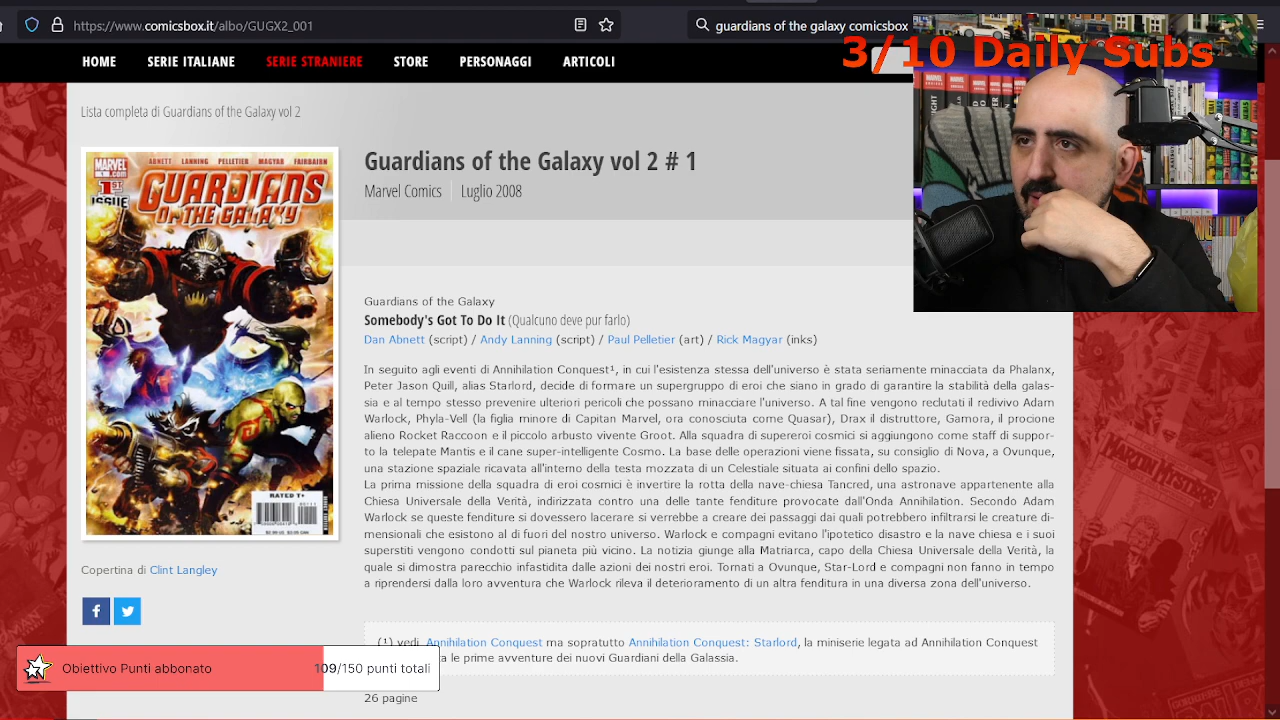 https://www.comicsbox.it/albo/GUGX2_001
guardians of the galaxy comicsbox
3/10 Daily Subs
HOME SERIE ITALIANE SERIE STRANIERE STORE PERSONAGGI ARTICOLI
Lista completa di Guardians of the Galaxy vol 2
MARVEL
1ST
ISSUE
ABNETT LANNING PELLETIER MAGYAR FAIRBAIRN
GUARDIANS
OF THE GALAXY
RATED T+
Copertina di Clint Langley
Guardians of the Galaxy vol 2 # 1
Marvel Comics Luglio 2008
Guardians of the Galaxy
Somebody's Got To Do It (Qualcuno deve pur farlo)
Dan Abnett (script) / Andy Lanning (script) / Paul Pelletier (art) / Rick Magyar (inks)
In seguito agli eventi di Annihilation Conquest¹, in cui l'esistenza stessa dell'universo è stata seriamente minacciata da Phalanx,
Peter Jason Quill, alias Starlord, decide di formare un supergruppo di eroi che siano in grado di garantire la stabilità della galas-
sia e al tempo stesso prevenire ulteriori pericoli che possano minacciare l'universo. A tal fine vengono reclutati il redivivo Adam
Warlock, Phyla-Vell (la figlia minore di Capitan Marvel, ora conosciuta come Quasar), Drax il distruttore, Gamora, il procione
alieno Rocket Raccoon e il piccolo arbusto vivente Groot. Alla squadra di supereroi cosmici si aggiungono come staff di suppor-
to la telepate Mantis e il cane super-intelligente Cosmo. La base delle operazioni viene fissata, su consiglio di Nova, a Ovunque,
una stazione spaziale ricavata all'interno della testa mozzata di un Celestiale situata ai confini dello spazio.
La prima missione della squadra di eroi cosmici è invertire la rotta della nave-chiesa Tancred, una astronave appartenente alla
Chiesa Universale della Verità, indirizzata contro una delle tante fenditure provocate dall'Onda Annihilation. Secondo Adam
Warlock se queste fenditure si dovessero lacerare si verrebbe a creare dei passaggi dai quali potrebbero infiltrarsi le creature di-
mensionali che esistono al di fuori del nostro universo. Warlock e compagni evitano l'ipotetico disastro e la nave chiesa e i suoi
superstiti vengono condotti sul pianeta più vicino. La notizia giunge alla Matriarca, capo della Chiesa Universale della Verità, la
quale si dimostra parecchio infastidita dalle azioni dei nostri eroi. Tornati a Ovunque, Star-Lord e compagni non fanno in tempo
a riprendersi dalla loro avventura che Warlock rileva il deterioramento di un altra fenditura in una diversa zona dell'universo.
(¹) vedi Annihilation Conquest ma sopratutto Annihilation Conquest: Starlord, la miniserie legata ad Annihilation Conquest
le prime avventure dei nuovi Guardiani della Galassia.
26 pagine
Obiettivo Punti abbonato 109/150 punti totali